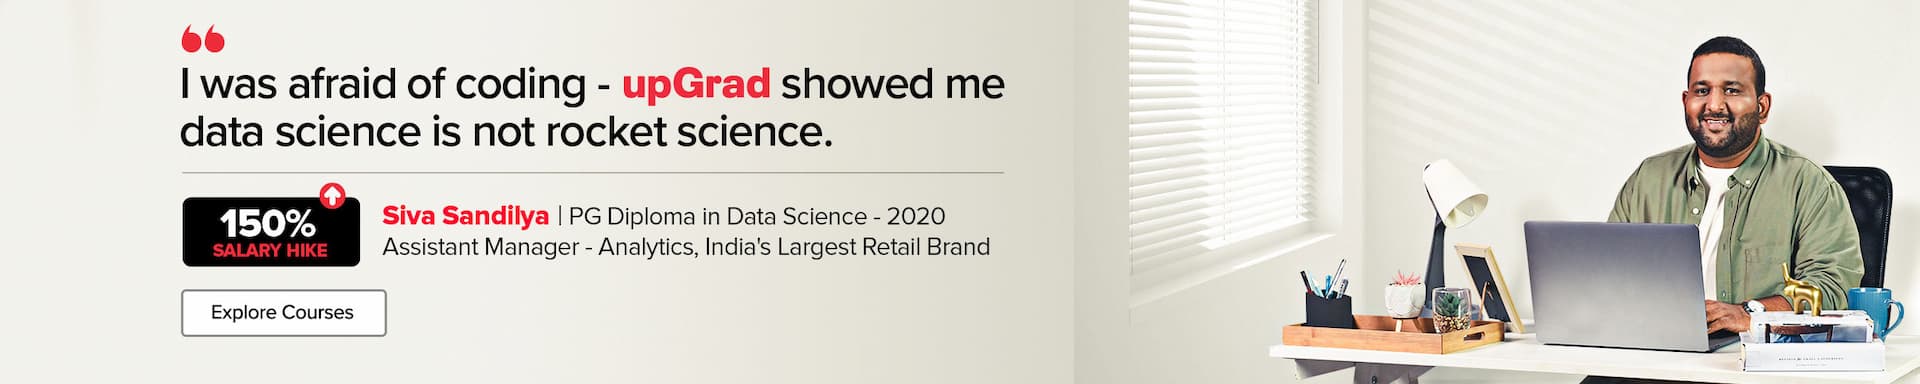 I was afraid of coding - upGrad showed me
data science is not rocket science.
150%
SALARY HIKE
Siva Sandilya | PG Diploma in Data Science - 2020
Assistant Manager - Analytics, India's Largest Retail Brand
Explore Courses